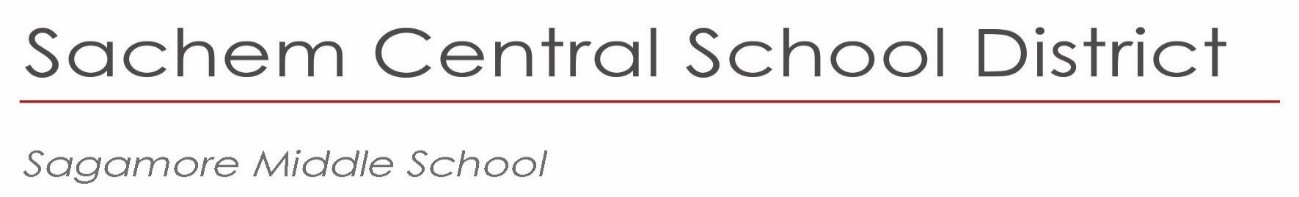 Sachem Central School District
Sagamore Middle School